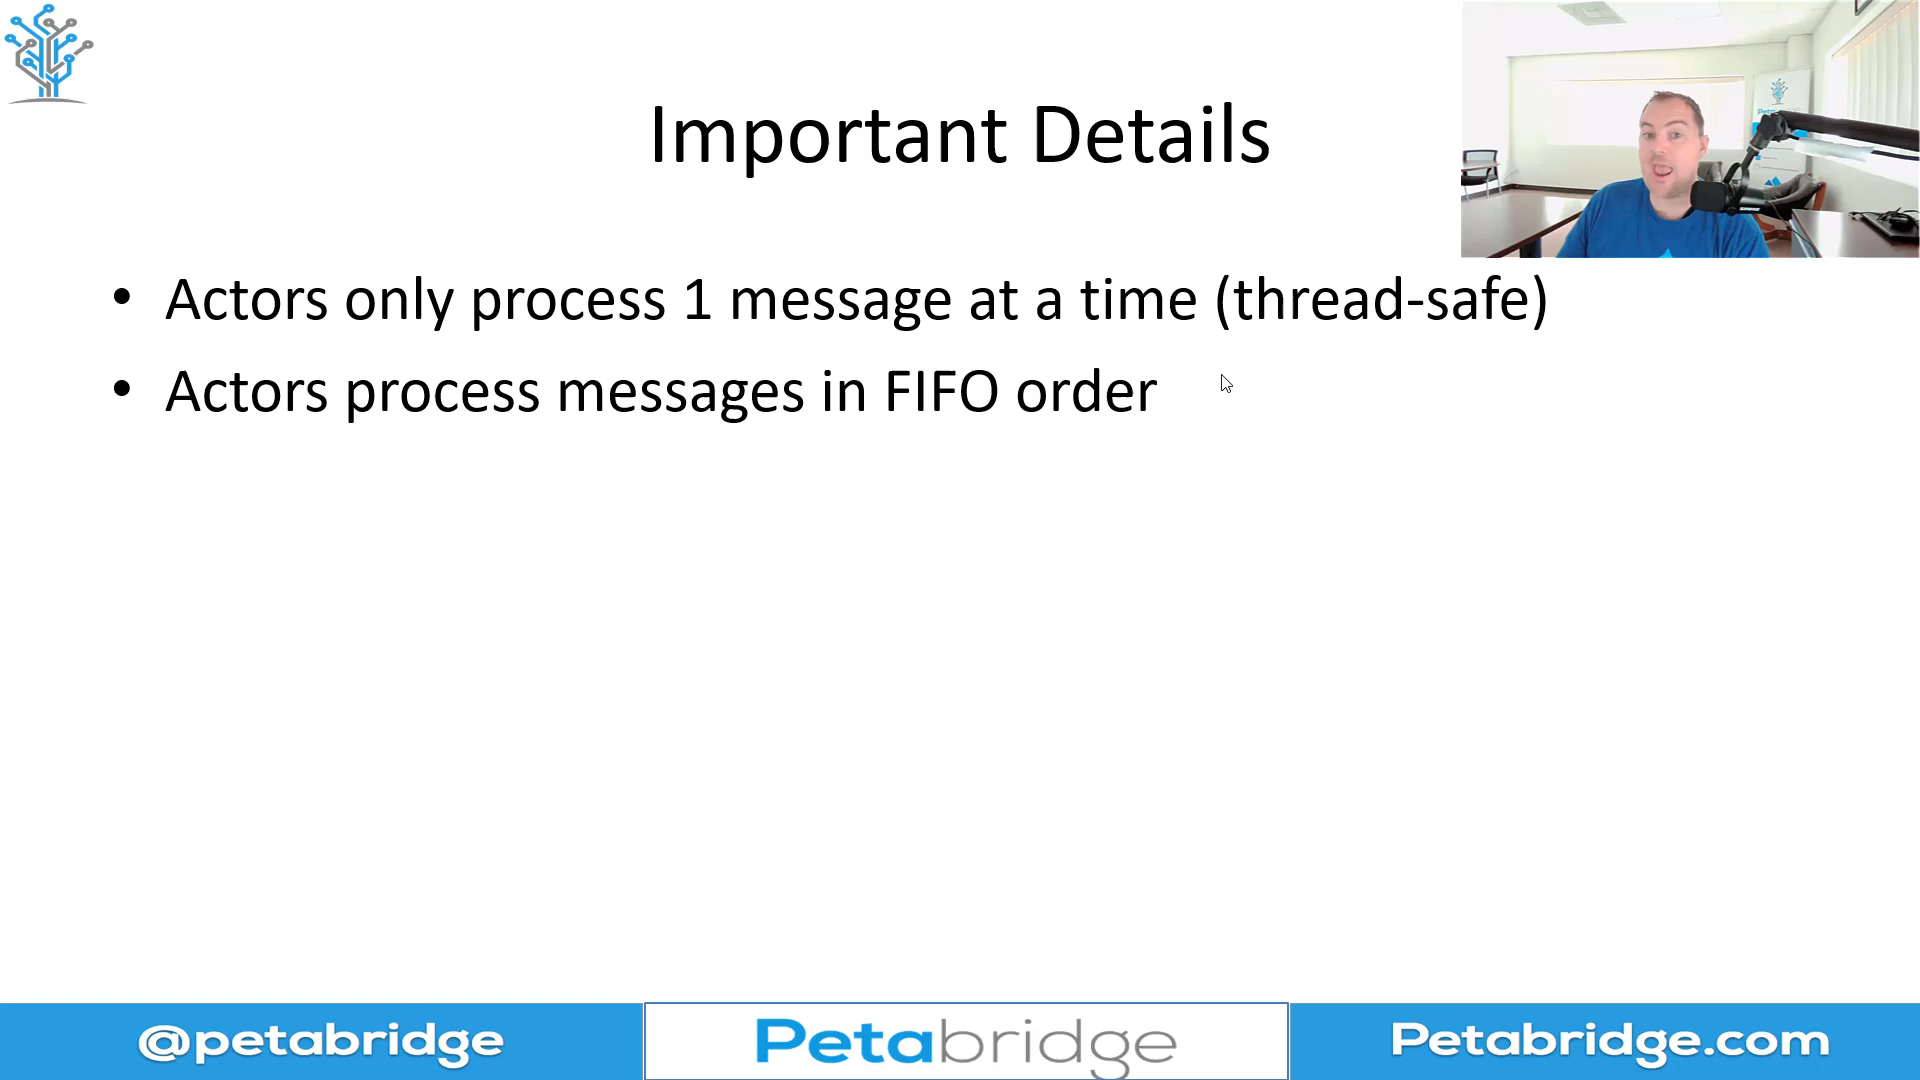 Important Details
• Actors only process 1 message at a time (thread-safe)
• Actors process messages in FIFO order
@petabridge
Petabridge
Petabridge.com